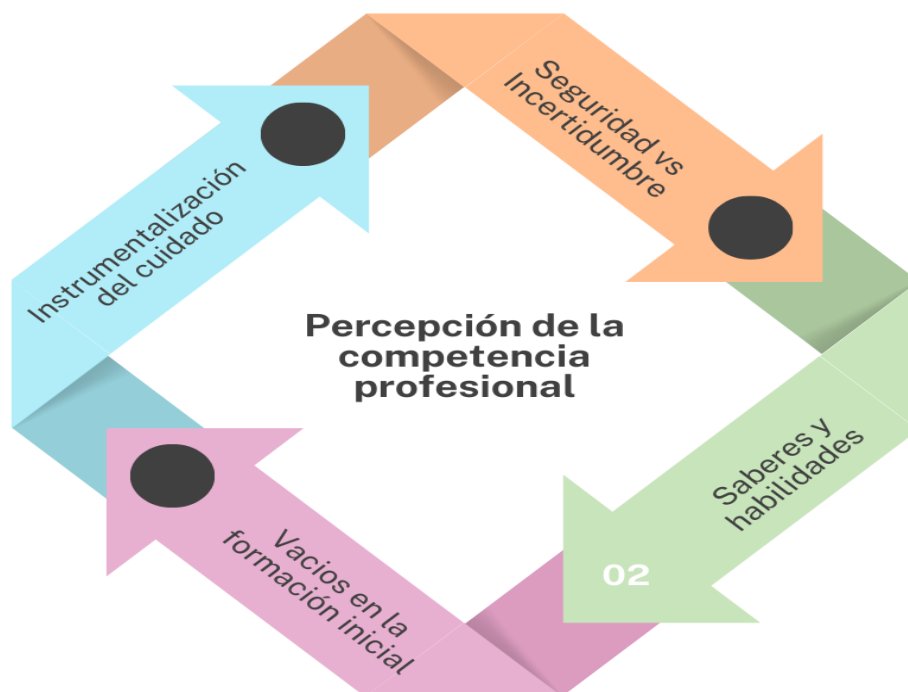 Seguridad vs
Incertidumbre
Instrumentalización
del cuidado
Percepción de la
competencia
profesional
Saberes y
habilidades
02
Vacios en la
formación inicial